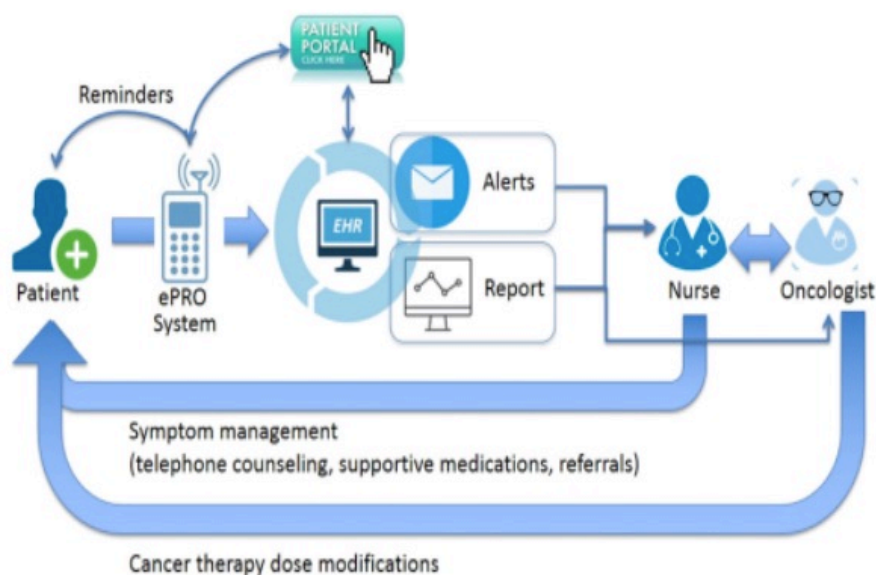 PATIENT
PORTAL
CLICK HERE
Reminders
EHR
Alerts
Report
Patient
ePRO
System
Nurse
Oncologist
Symptom management
(telephone counseling, supportive medications, referrals)
Cancer therapy dose modifications